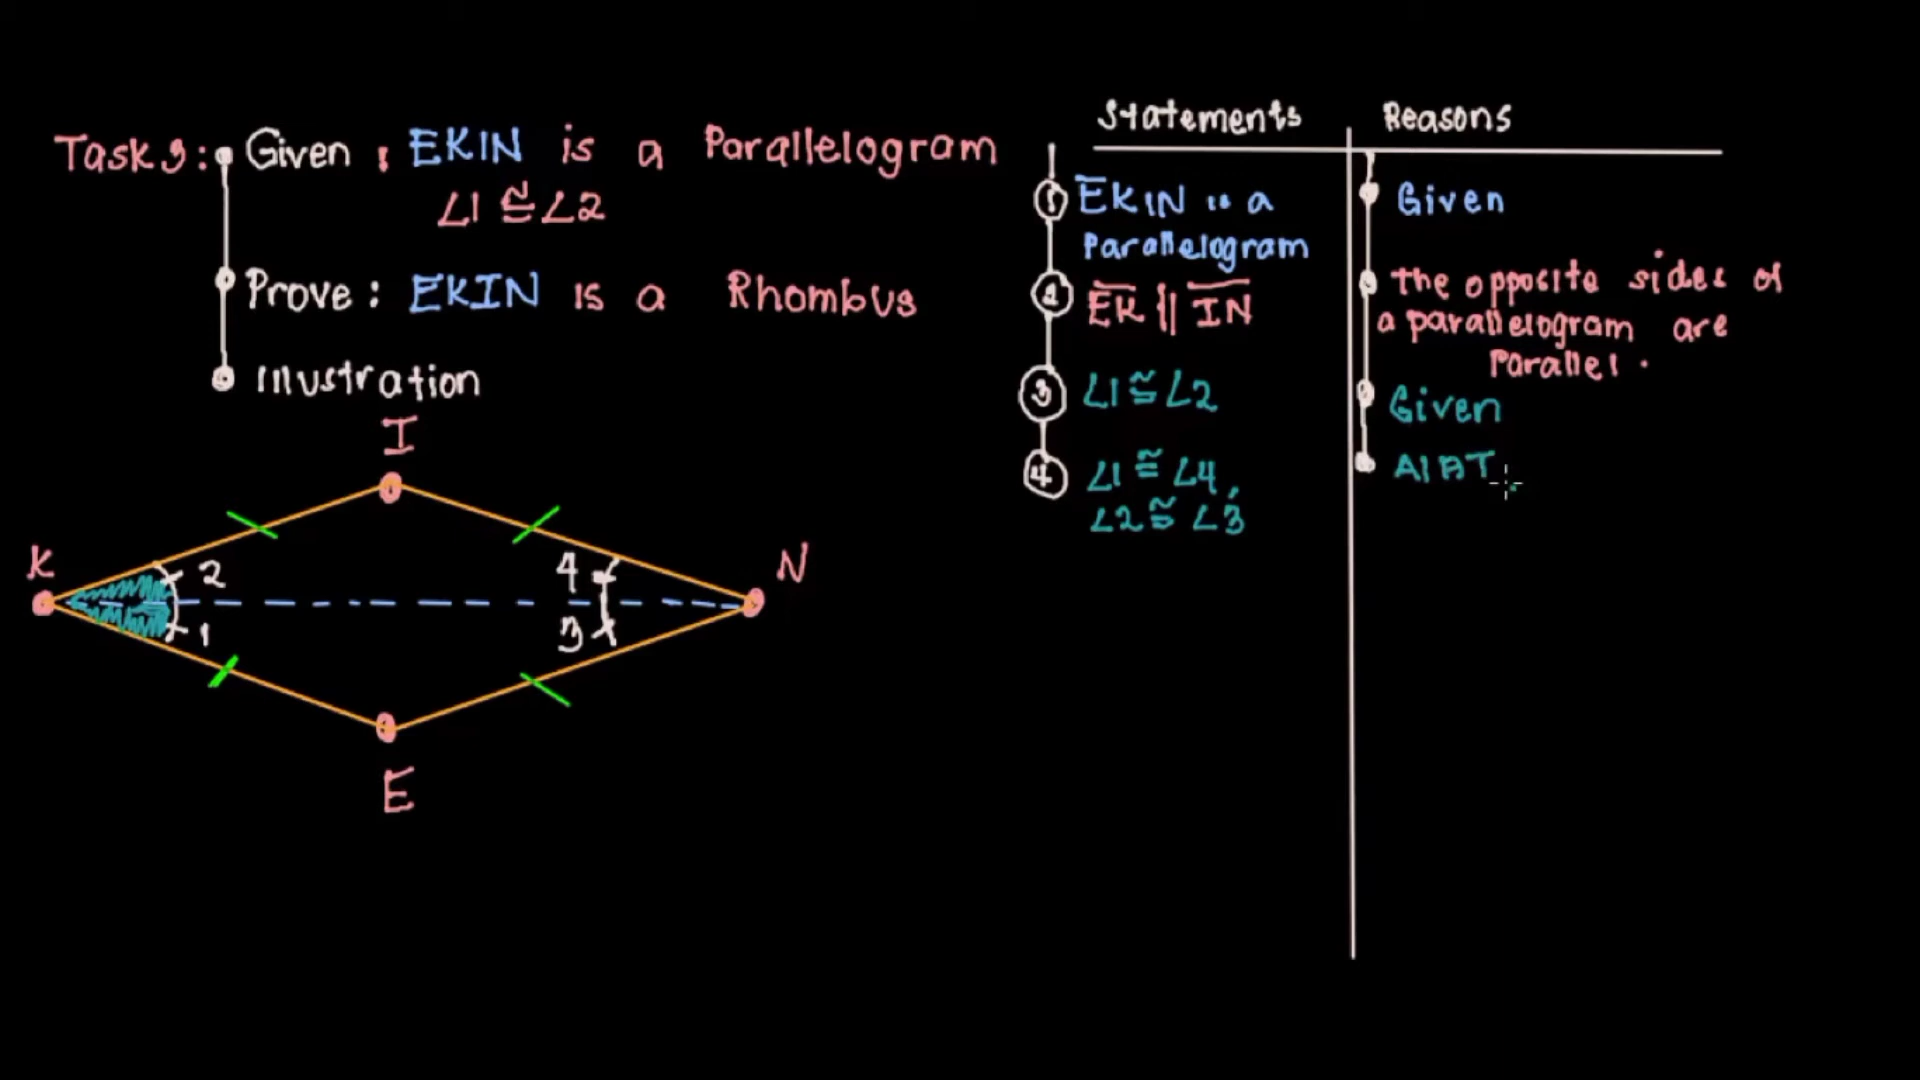 Task 3: Given : EKIN is a Parallelogram
∠1 ≅ ∠2
Prove : EKIN is a Rhombus
Illustration
I
K
N
2
1
4
3
E
Statements Reasons
1 EKIN is a Given
Parallelogram
2 EK || IN The opposite sides of
a parallelogram are
Parallel.
3 ∠1 ≅ ∠2 Given
4 ∠1 ≅ ∠4, AIAT
∠2 ≅ ∠3